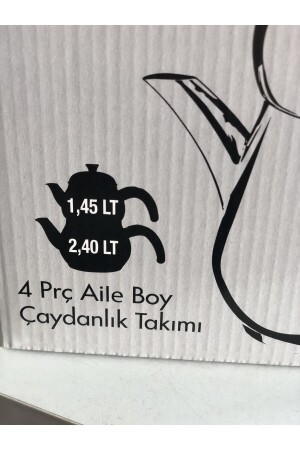 1,45 LT
2,40 LT
4 Prç Aile Boy
Çaydanlık Takımı